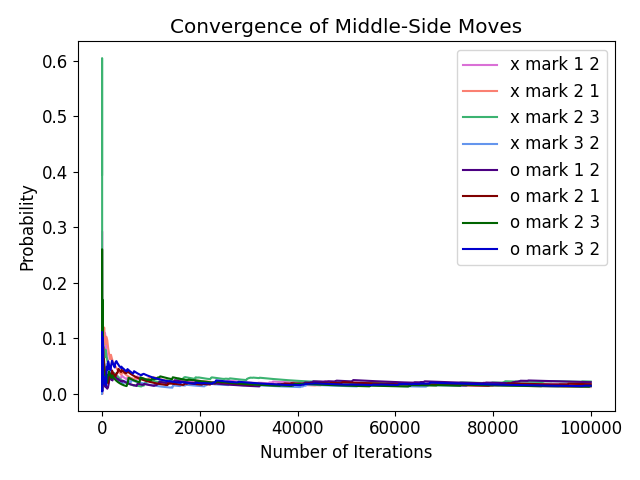 Convergence of Middle-Side Moves
0.6
0.5
0.4
0.3
0.2
0.1
0.0
Probability
x mark 1 2
x mark 2 1
x mark 2 3
x mark 3 2
o mark 1 2
o mark 2 1
o mark 2 3
o mark 3 2
0 20000 40000 60000 80000 100000
Number of Iterations